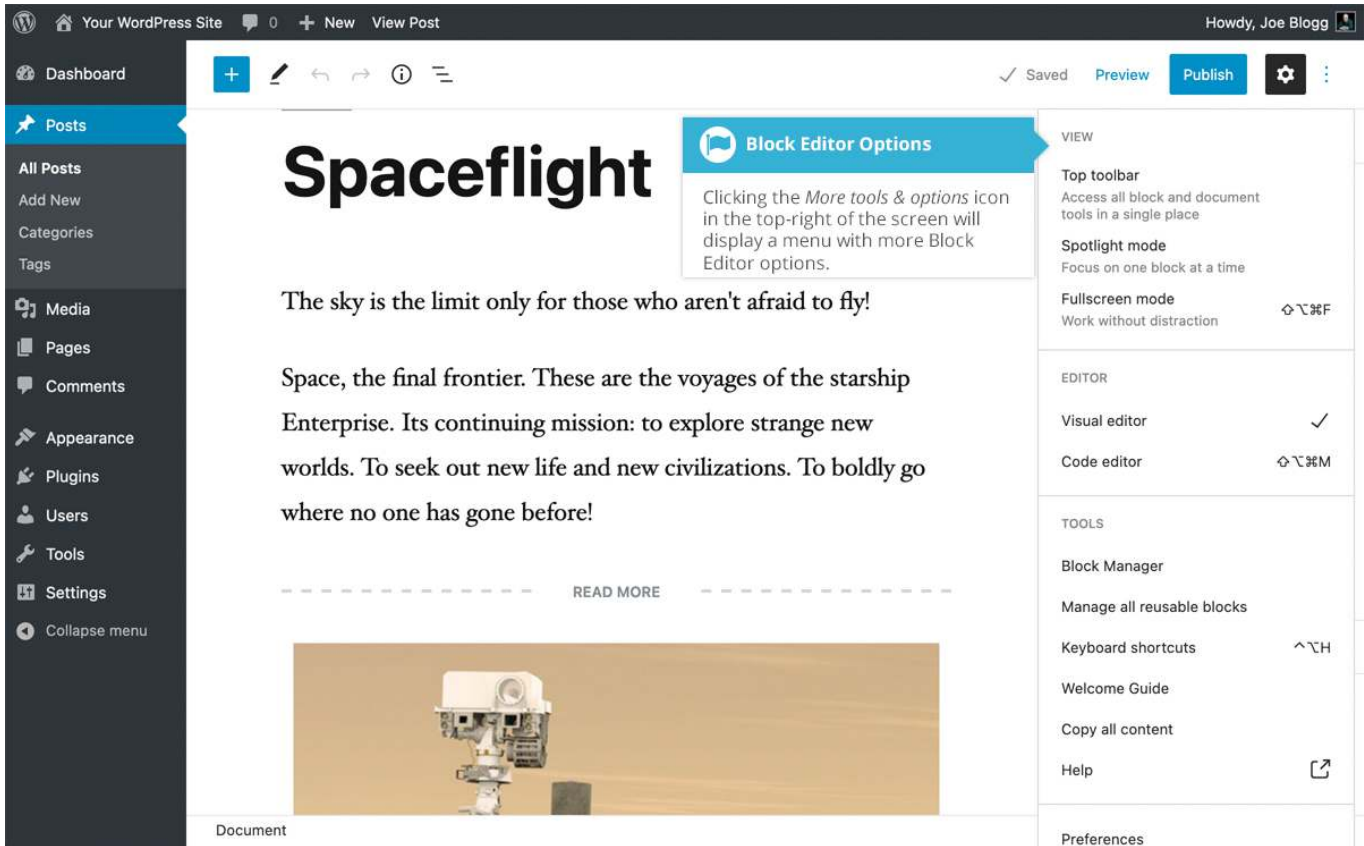 Your WordPress Site 0 New View Post Howdy, Joe Blogg
Dashboard
Posts
All Posts
Add New
Categories
Tags
Media
Pages
Comments
Appearance
Plugins
Users
Tools
Settings
Collapse menu
Saved Preview Publish
Spaceflight
The sky is the limit only for those who aren't afraid to fly!
Space, the final frontier. These are the voyages of the starship
Enterprise. Its continuing mission: to explore strange new
worlds. To seek out new life and new civilizations. To boldly go
where no one has gone before!
READ MORE
Document
Block Editor Options
Clicking the More tools & options icon
in the top-right of the screen will
display a menu with more Block
Editor options.
VIEW
Top toolbar
Access all block and document
tools in a single place
Spotlight mode
Focus on one block at a time
Fullscreen mode ⇧⌥⌘F
Work without distraction
EDITOR
Visual editor
Code editor ⇧⌥⌘M
TOOLS
Block Manager
Manage all reusable blocks
Keyboard shortcuts ^⌥H
Welcome Guide
Copy all content
Help
Preferences